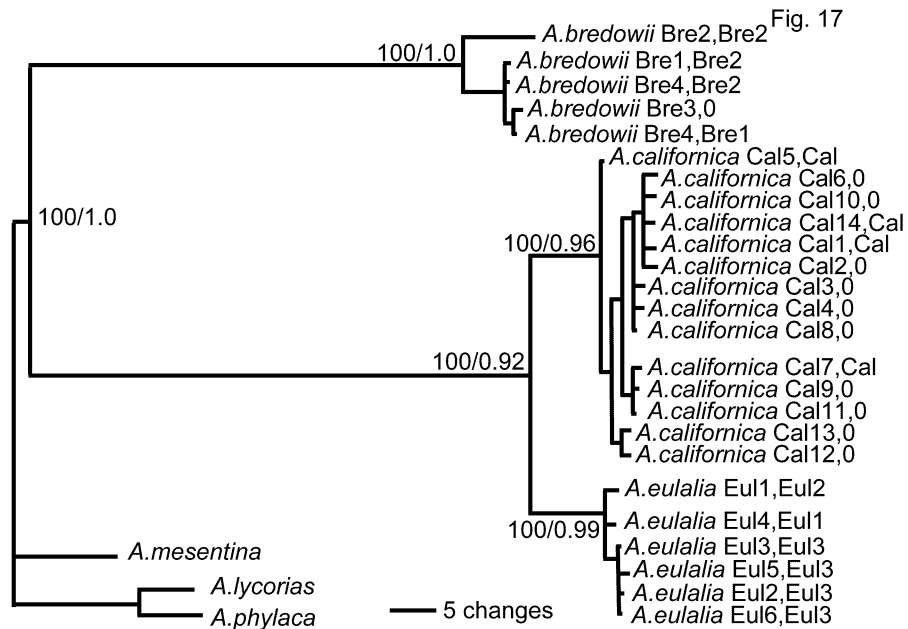 Fig. 17
A.bredowii Bre2,Bre2
100/1.0
A.bredowii Bre1,Bre2
A.bredowii Bre4,Bre2
A.bredowii Bre3,0
A.bredowii Bre4,Bre1
A.californica Cal5,Cal
A.californica Cal6,0
A.californica Cal10,0
100/1.0
A.californica Cal14,Cal
100/0.96
A.californica Cal1,Cal
A.californica Cal2,0
A.californica Cal3,0
A.californica Cal4,0
A.californica Cal8,0
100/0.92
A.californica Cal7,Cal
A.californica Cal9,0
A.californica Cal11,0
A.californica Cal13,0
A.californica Cal12,0
A.eulalia Eul1,Eul2
A.eulalia Eul4,Eul1
100/0.99
A.eulalia Eul3,Eul3
A.mesentina
A.eulalia Eul5,Eul3
A.lycorias
A.eulalia Eul2,Eul3
A.phylaca
5 changes
A.eulalia Eul6,Eul3